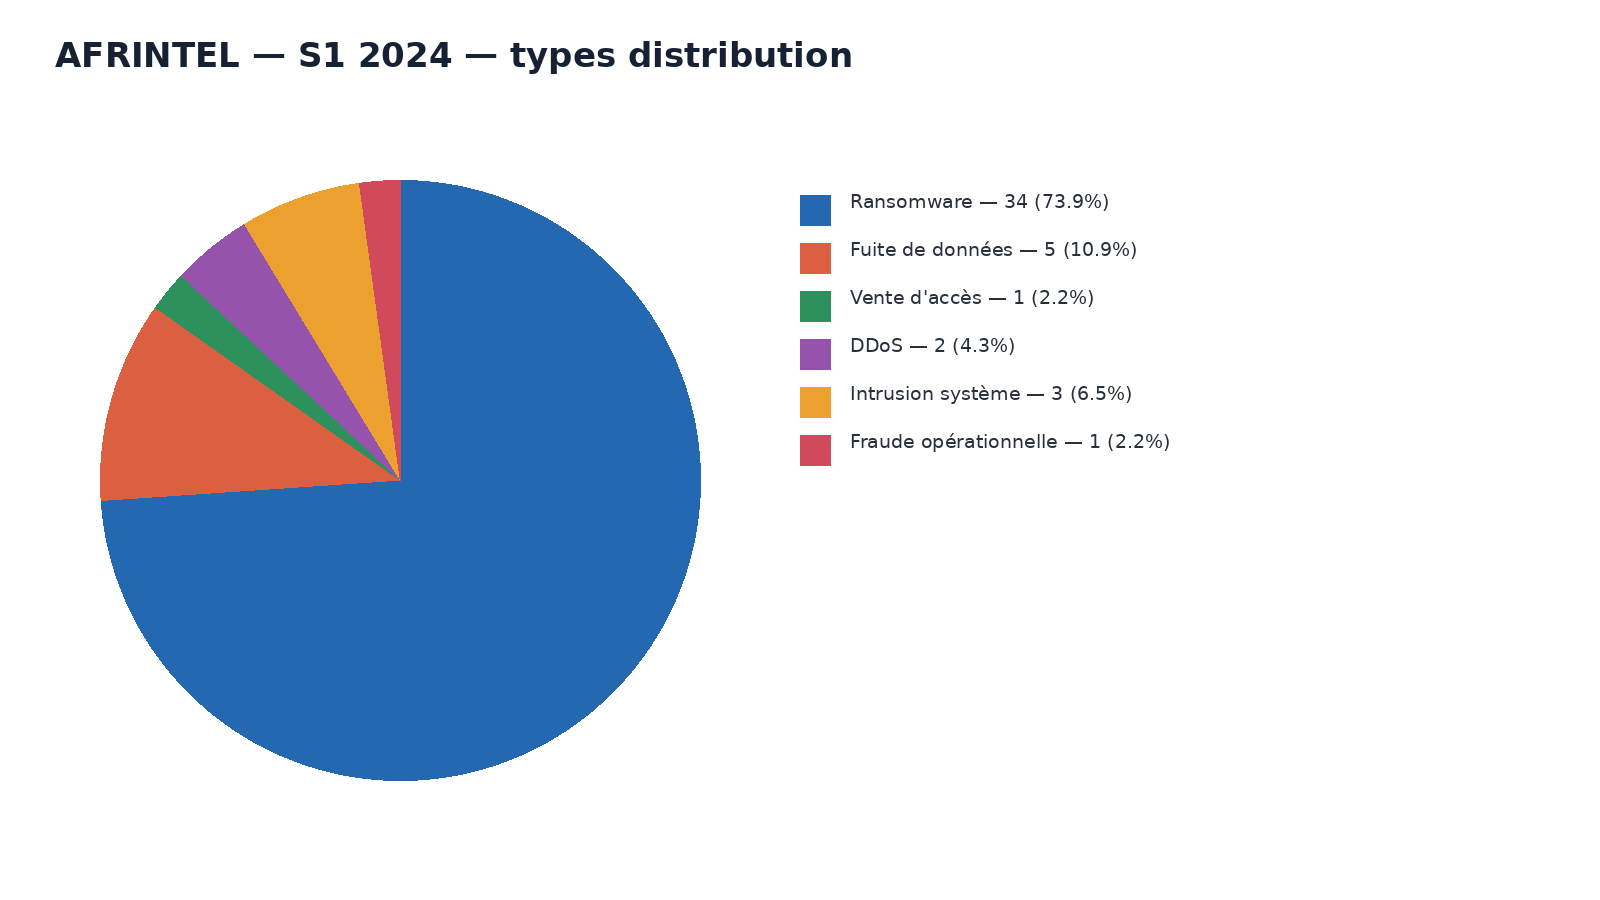 AFRINTEL — S1 2024 — types distribution
Ransomware — 34 (73.9%)
Fuite de données — 5 (10.9%)
Vente d'accès — 1 (2.2%)
DDoS — 2 (4.3%)
Intrusion système — 3 (6.5%)
Fraude opérationnelle — 1 (2.2%)